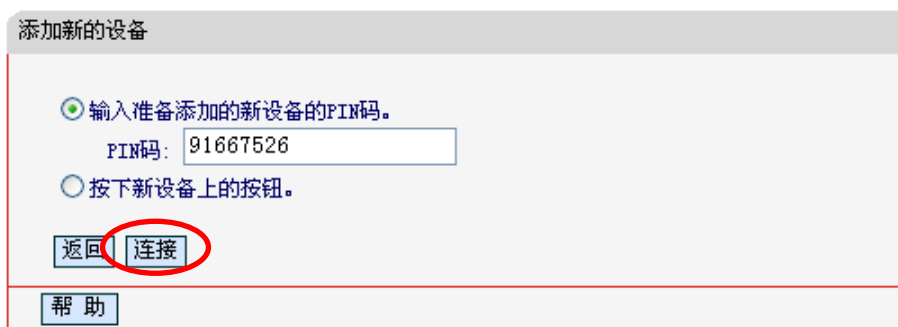 添加新的设备
输入准备添加的新设备的PIN码。
PIN码: 91667526
按下新设备上的按钮。
返回 连接
帮 助